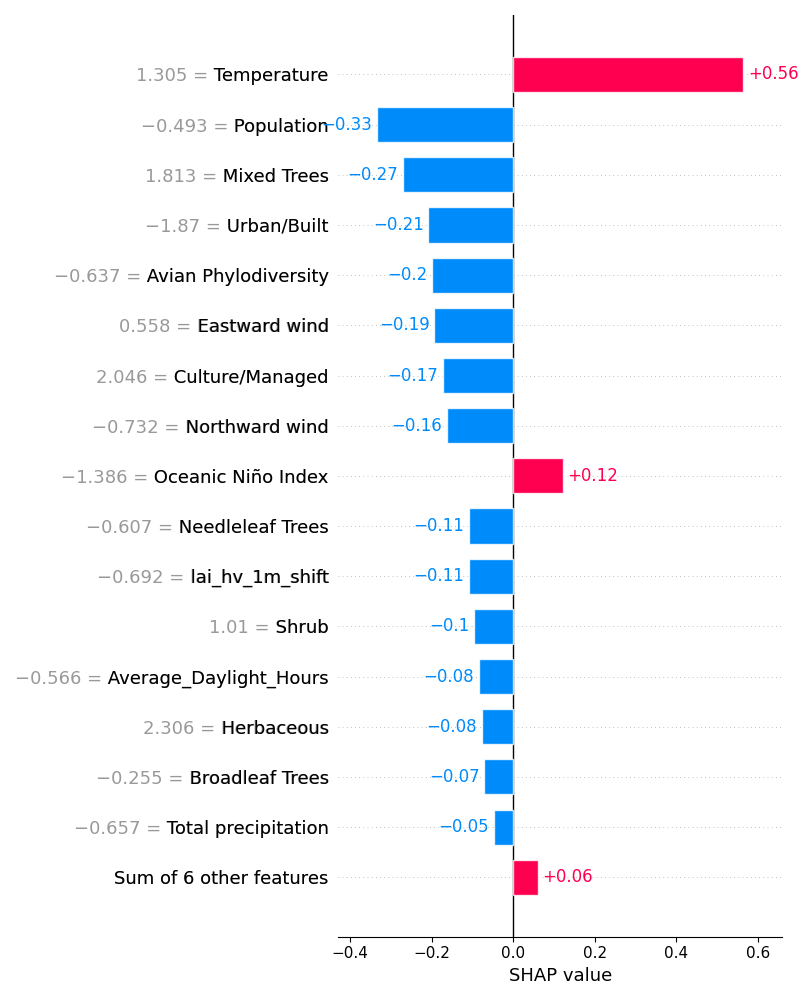 1.305 = Temperature +0.56
−0.493 = Population −0.33
1.813 = Mixed Trees −0.27
−1.87 = Urban/Built −0.21
−0.637 = Avian Phylodiversity −0.2
0.558 = Eastward wind −0.19
2.046 = Culture/Managed −0.17
−0.732 = Northward wind −0.16
−1.386 = Oceanic Niño Index +0.12
−0.607 = Needleleaf Trees −0.11
−0.692 = lai_hv_1m_shift −0.11
1.01 = Shrub −0.1
−0.566 = Average_Daylight_Hours −0.08
2.306 = Herbaceous −0.08
−0.255 = Broadleaf Trees −0.07
−0.657 = Total precipitation −0.05
Sum of 6 other features +0.06
−0.4 −0.2 0.0 0.2 0.4 0.6
SHAP value